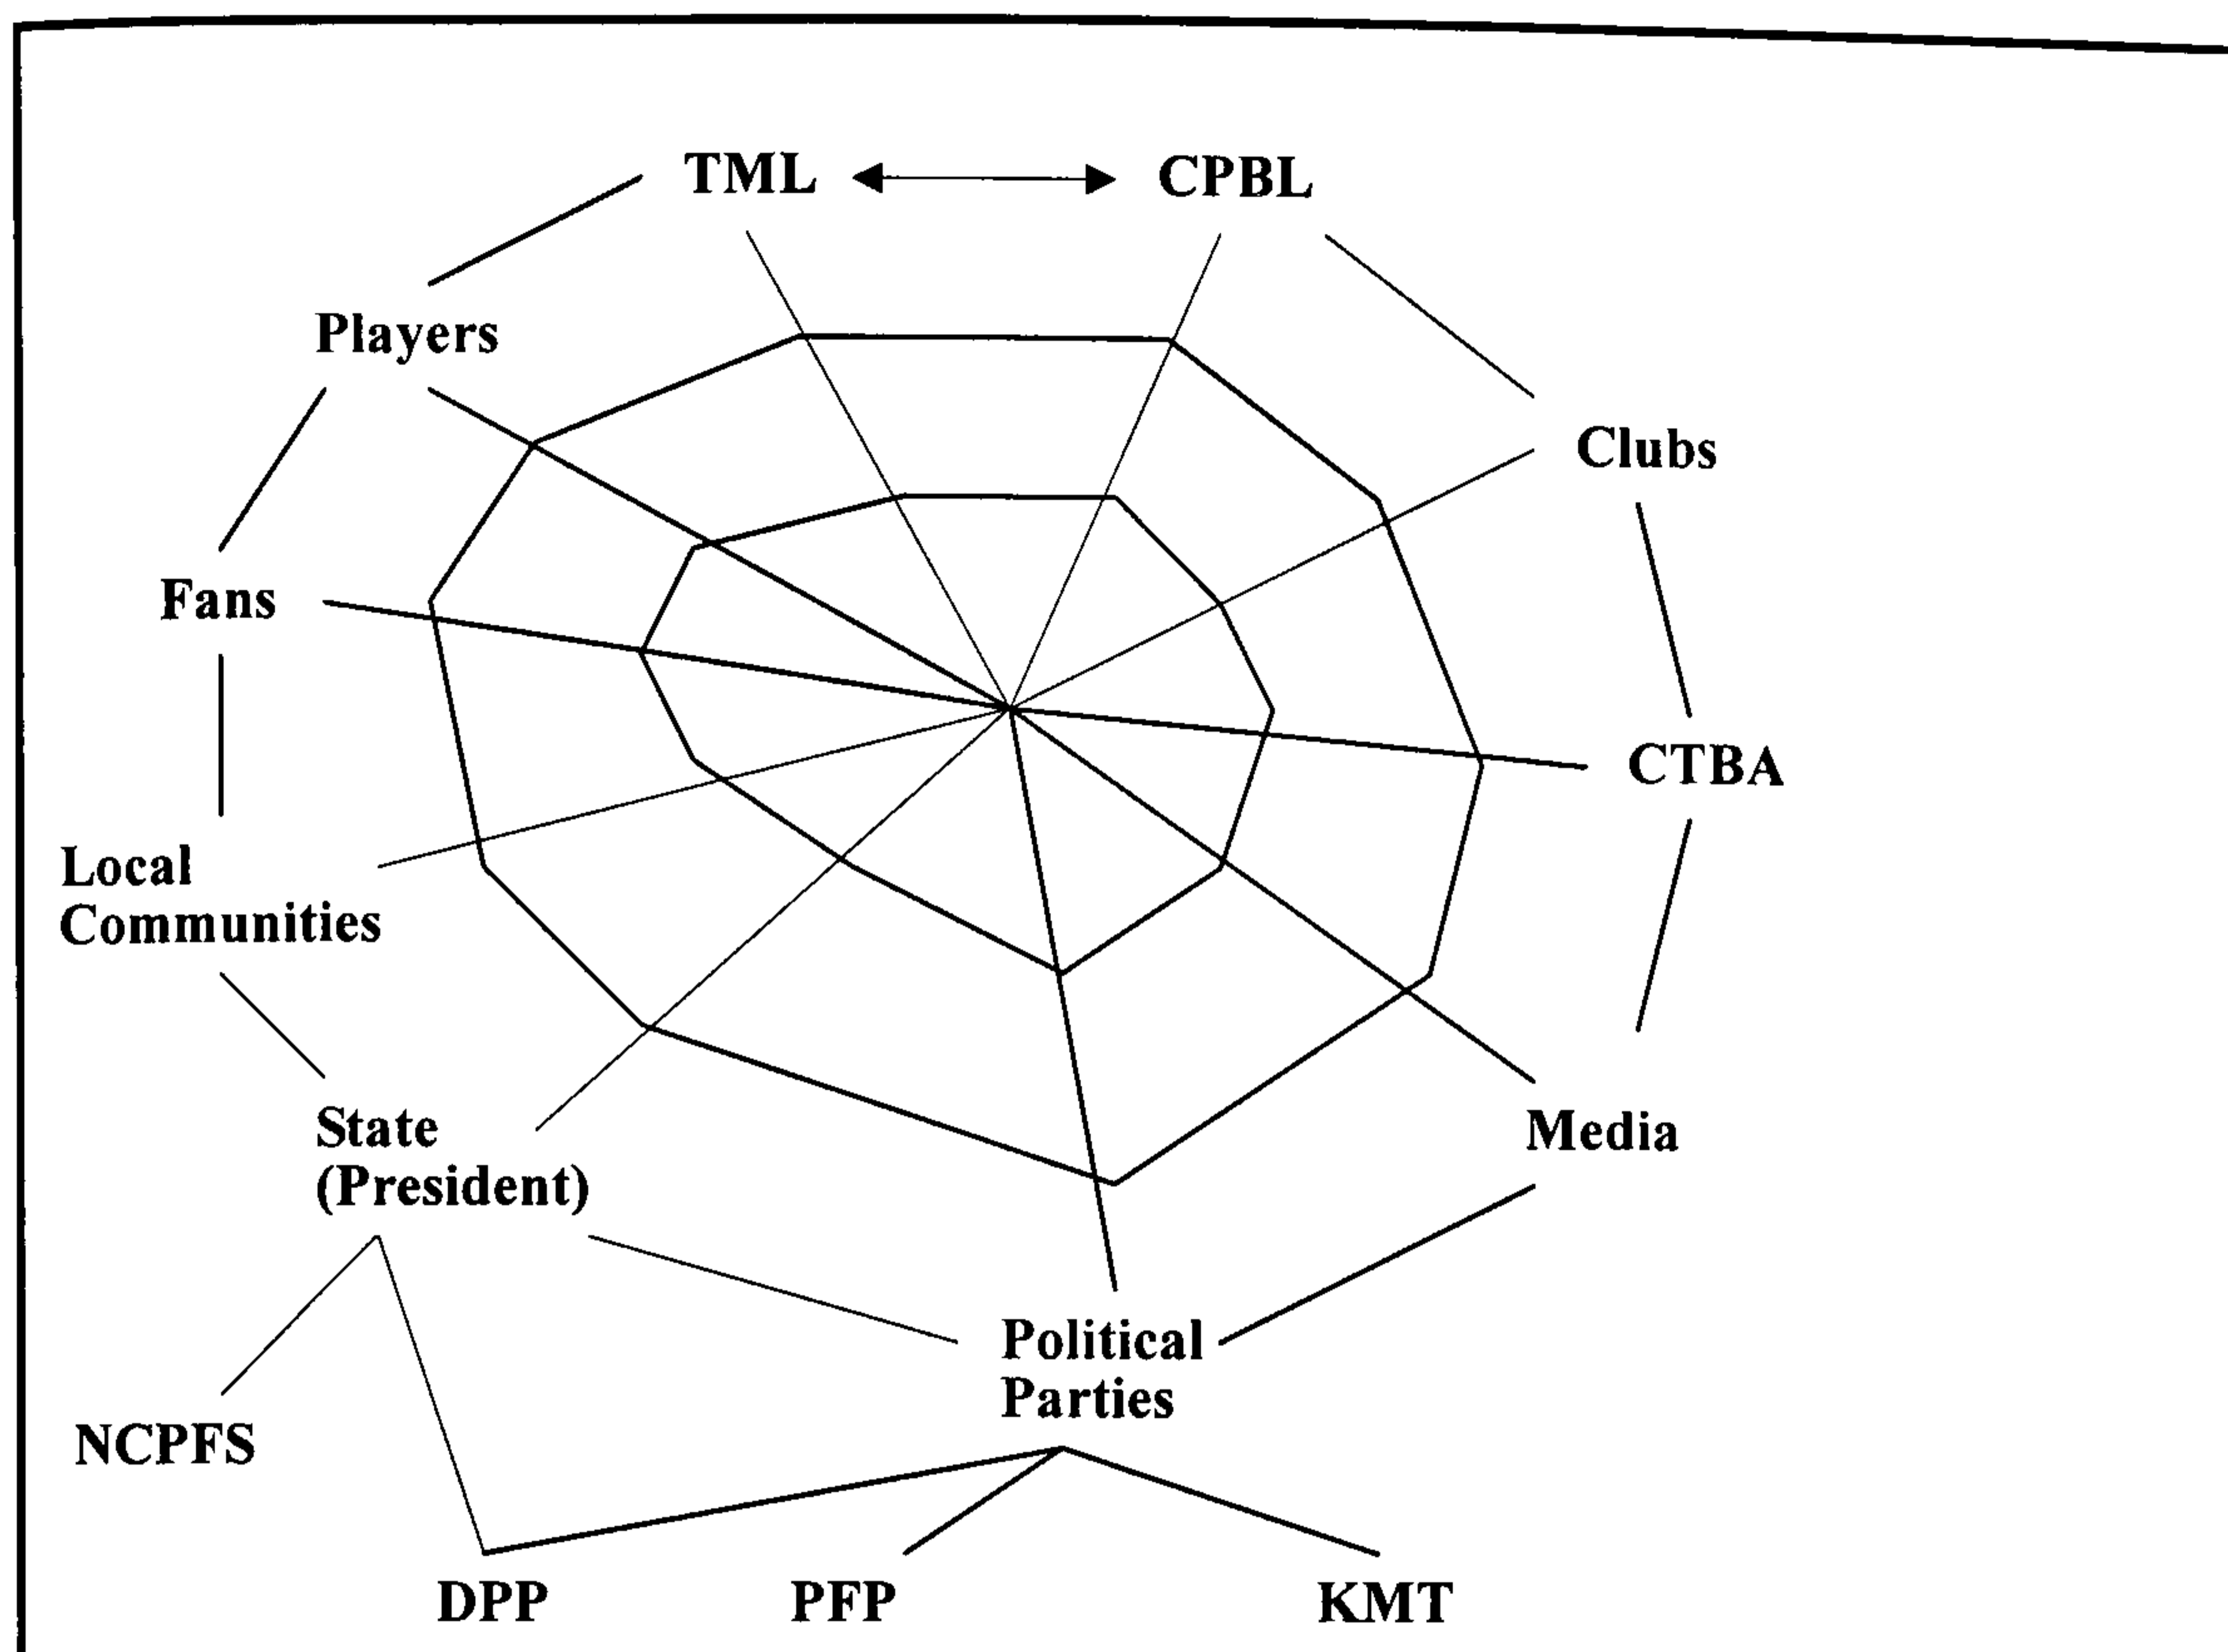 TML
CPBL
Players
Clubs
Fans
CTBA
Local
Communities
State
(President)
Media
Political
Parties
NCPFS
DPP
PFP
KMT